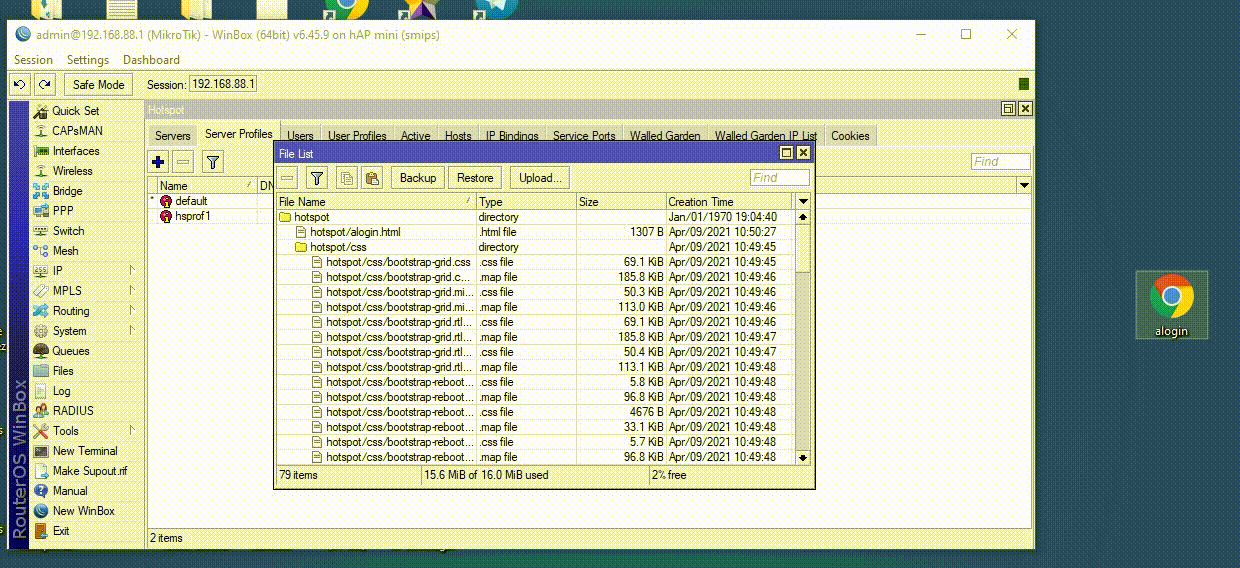 admin@192.168.88.1 (MikroTik) - WinBox (64bit) v6.45.9 on hAP mini (smips)
Session Settings Dashboard
Safe Mode Session: 192.168.88.1
RouterOS WinBox
Quick Set
CAPsMAN
Interfaces
Wireless
Bridge
PPP
Switch
Mesh
IP
MPLS
Routing
System
Queues
Files
Log
RADIUS
Tools
New Terminal
Make Supout.rif
Manual
New WinBox
Exit
Hotspot
Servers Server Profiles Users User Profiles Active Hosts IP Bindings Service Ports Walled Garden Walled Garden IP List Cookies
Find
Name DN
* default
hsprof1
2 items
File List
Backup Restore Upload... Find
File Name Type Size Creation Time
hotspot directory Jan/01/1970 19:04:40
hotspot/alogin.html .html file 1307 B Apr/09/2021 10:50:27
hotspot/css directory Apr/09/2021 10:49:45
hotspot/css/bootstrap-grid.css .css file 69.1 KiB Apr/09/2021 10:49:45
hotspot/css/bootstrap-grid.c... .map file 185.8 KiB Apr/09/2021 10:49:46
hotspot/css/bootstrap-grid.mi... .css file 50.3 KiB Apr/09/2021 10:49:46
hotspot/css/bootstrap-grid.mi... .map file 113.0 KiB Apr/09/2021 10:49:46
hotspot/css/bootstrap-grid.rtl... .css file 69.1 KiB Apr/09/2021 10:49:46
hotspot/css/bootstrap-grid.rtl... .map file 185.8 KiB Apr/09/2021 10:49:47
hotspot/css/bootstrap-grid.rtl... .css file 50.4 KiB Apr/09/2021 10:49:47
hotspot/css/bootstrap-grid.rtl... .map file 113.1 KiB Apr/09/2021 10:49:48
hotspot/css/bootstrap-reboot... .css file 5.8 KiB Apr/09/2021 10:49:48
hotspot/css/bootstrap-reboot... .map file 96.8 KiB Apr/09/2021 10:49:48
hotspot/css/bootstrap-reboot... .css file 4676 B Apr/09/2021 10:49:48
hotspot/css/bootstrap-reboot... .map file 33.1 KiB Apr/09/2021 10:49:48
hotspot/css/bootstrap-reboot... .css file 5.7 KiB Apr/09/2021 10:49:48
hotspot/css/bootstrap-reboot... .map file 96.8 KiB Apr/09/2021 10:49:48
79 items 15.6 MiB of 16.0 MiB used 2% free
alogin